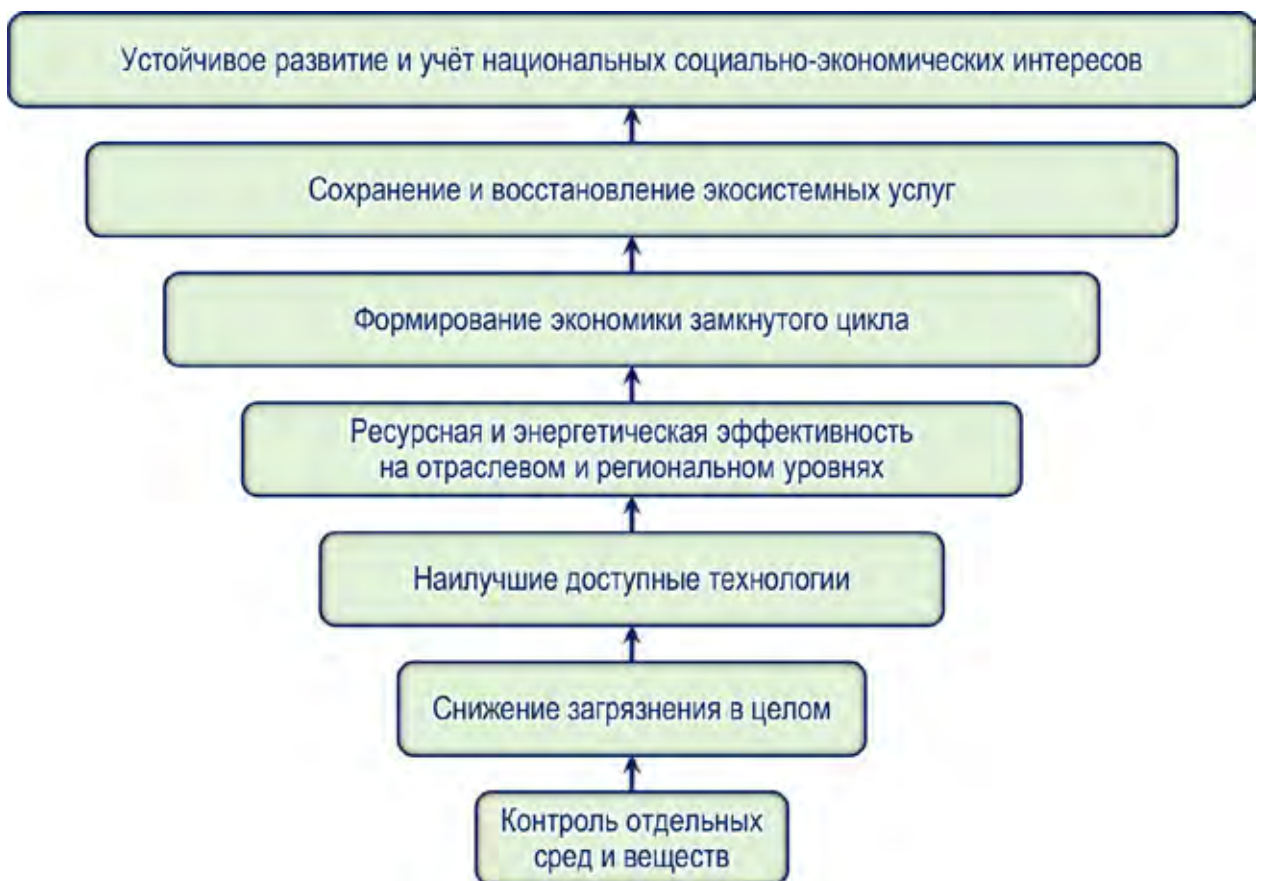 Устойчивое развитие и учёт национальных социально-экономических интересов
Сохранение и восстановление экосистемных услуг
Формирование экономики замкнутого цикла
Ресурсная и энергетическая эффективность
на отраслевом и региональном уровнях
Наилучшие доступные технологии
Снижение загрязнения в целом
Контроль отдельных
сред и веществ